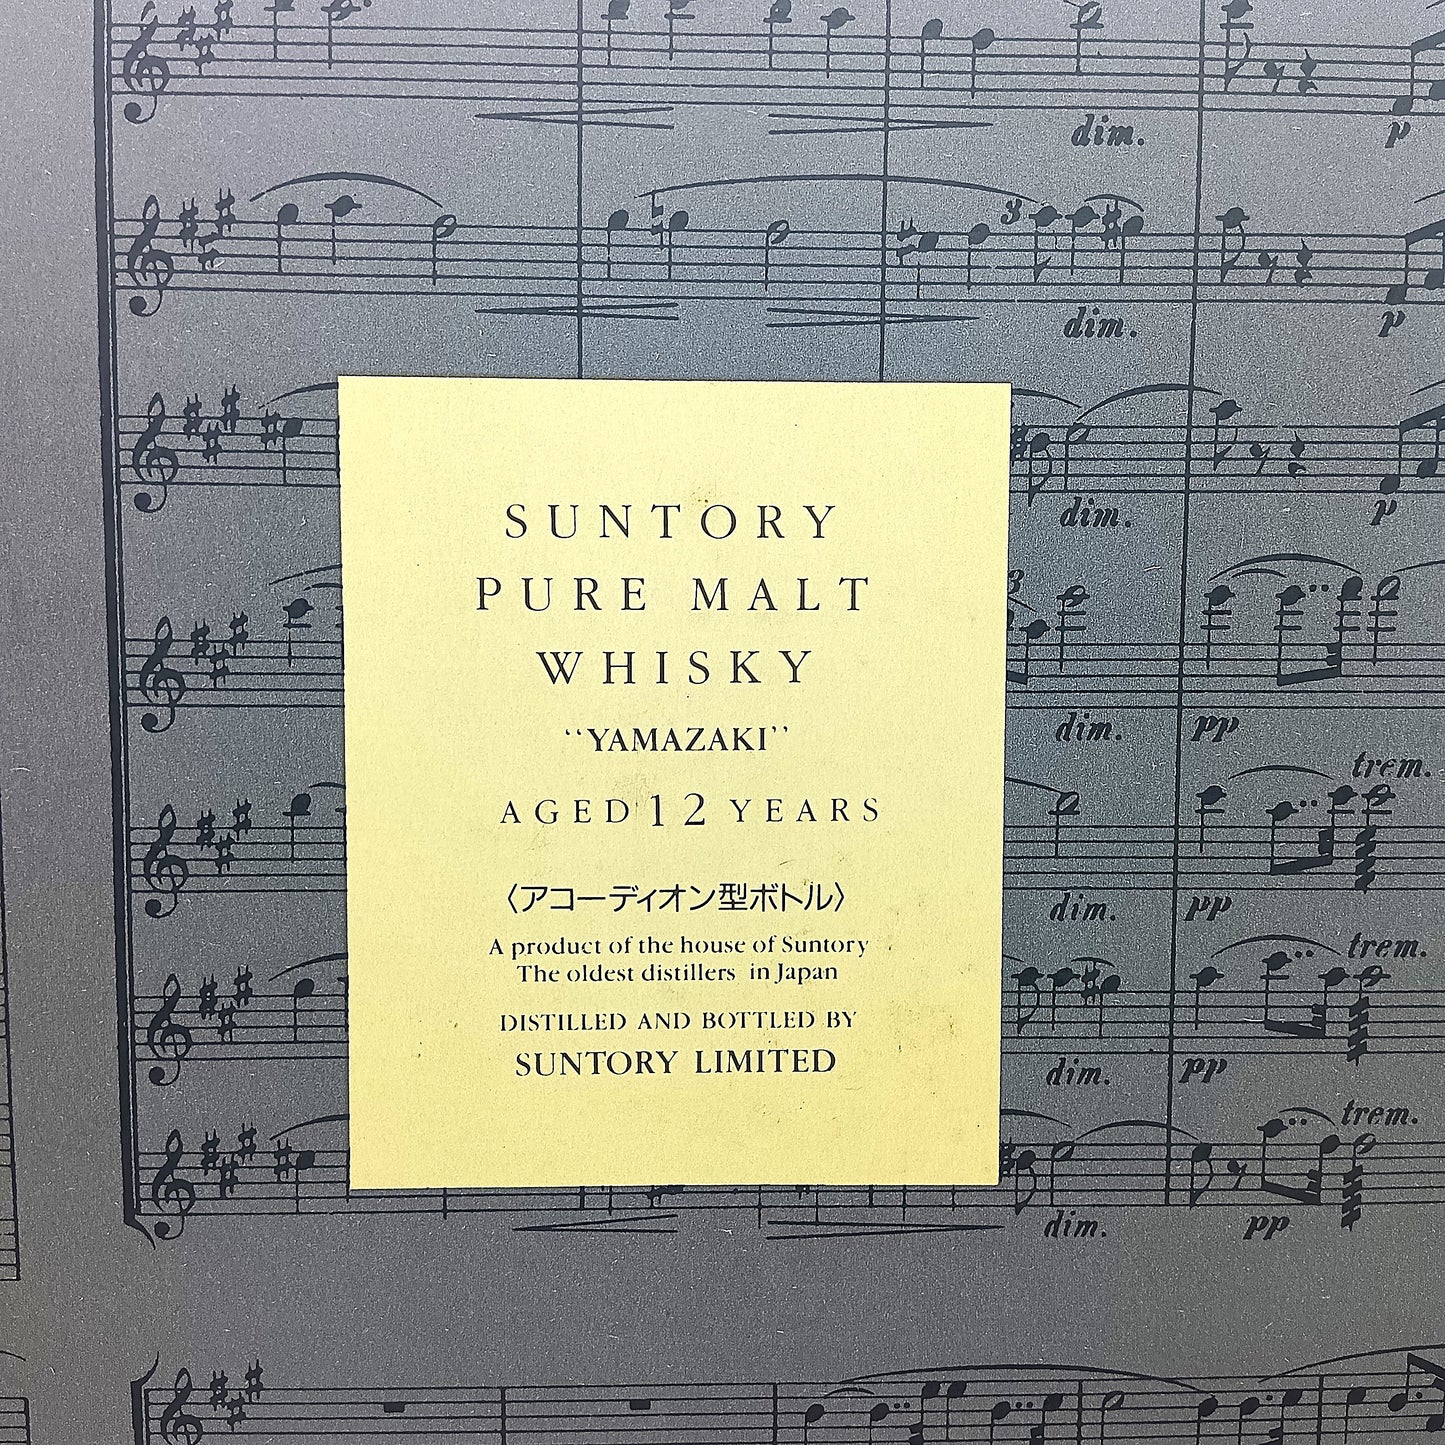 dim.
p
3
dim.
p
dim.
p
3
dim.
pp
trem.
dim.
pp
trem.
dim.
pp
trem.
dim.
pp
SUNTORY
PURE MALT
WHISKY
“YAMAZAKI”
AGED 12 YEARS
〈アコーディオン型ボトル〉
A product of the house of Suntory
The oldest distillers in Japan
DISTILLED AND BOTTLED BY
SUNTORY LIMITED